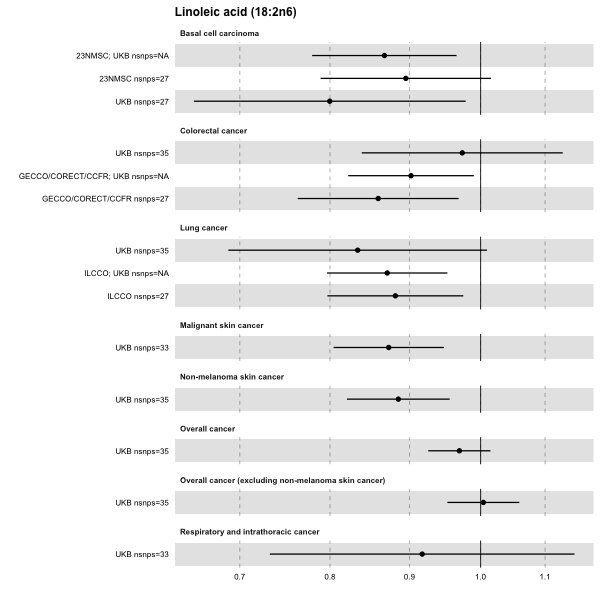 Linoleic acid (18:2n6)
Basal cell carcinoma
23NMSC; UKB nsnps=NA
23NMSC nsnps=27
UKB nsnps=27
Colorectal cancer
UKB nsnps=35
GECCO/CORECT/CCFR; UKB nsnps=NA
GECCO/CORECT/CCFR nsnps=27
Lung cancer
UKB nsnps=35
ILCCO; UKB nsnps=NA
ILCCO nsnps=27
Malignant skin cancer
UKB nsnps=33
Non-melanoma skin cancer
UKB nsnps=35
Overall cancer
UKB nsnps=35
Overall cancer (excluding non-melanoma skin cancer)
UKB nsnps=35
Respiratory and intrathoracic cancer
UKB nsnps=33
0.7 0.8 0.9 1.0 1.1